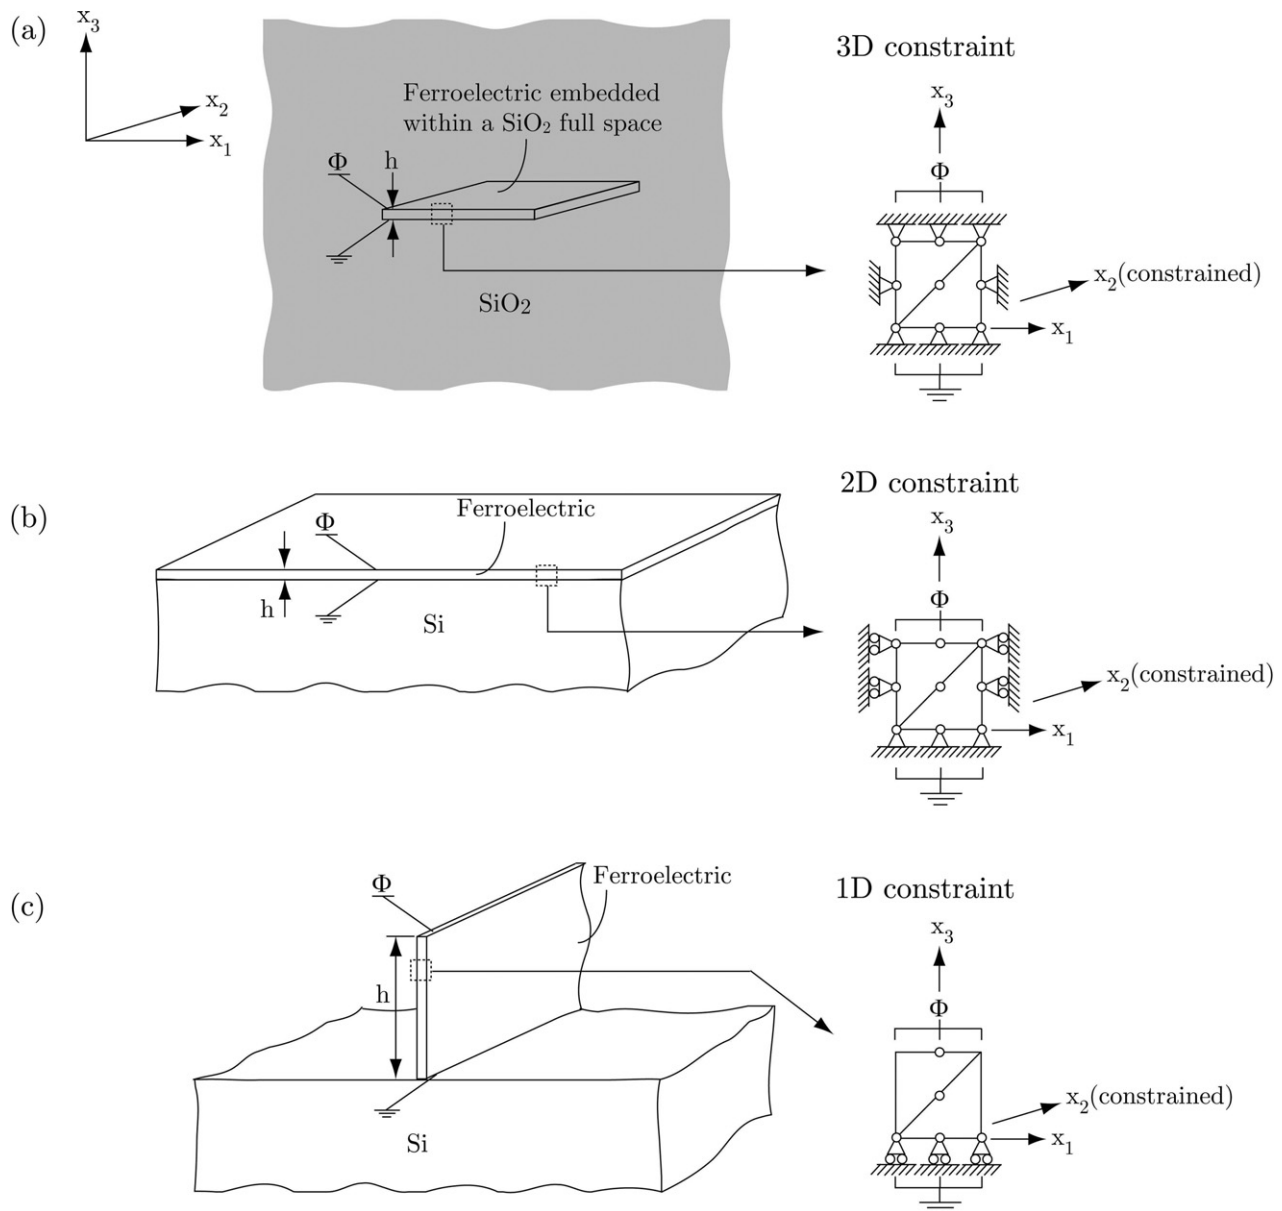 (a)
x3
x2
x1
Ferroelectric embedded
within a SiO2 full space
Φ
h
SiO2
3D constraint
x3
Φ
x2(constrained)
x1
(b)
Ferroelectric
Φ
h
Si
2D constraint
x3
Φ
x2(constrained)
x1
(c)
Φ
Ferroelectric
h
Si
1D constraint
x3
Φ
x2(constrained)
x1